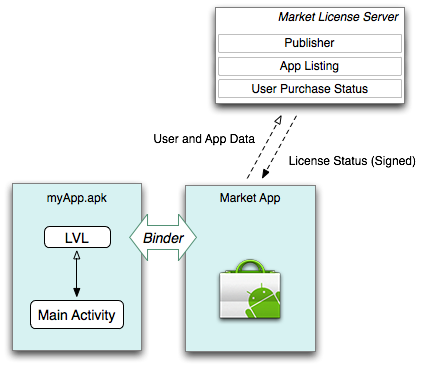 Market License Server
Publisher
App Listing
User Purchase Status
User and App Data
License Status (Signed)
myApp.apk
Market App
LVL
Binder
Main Activity